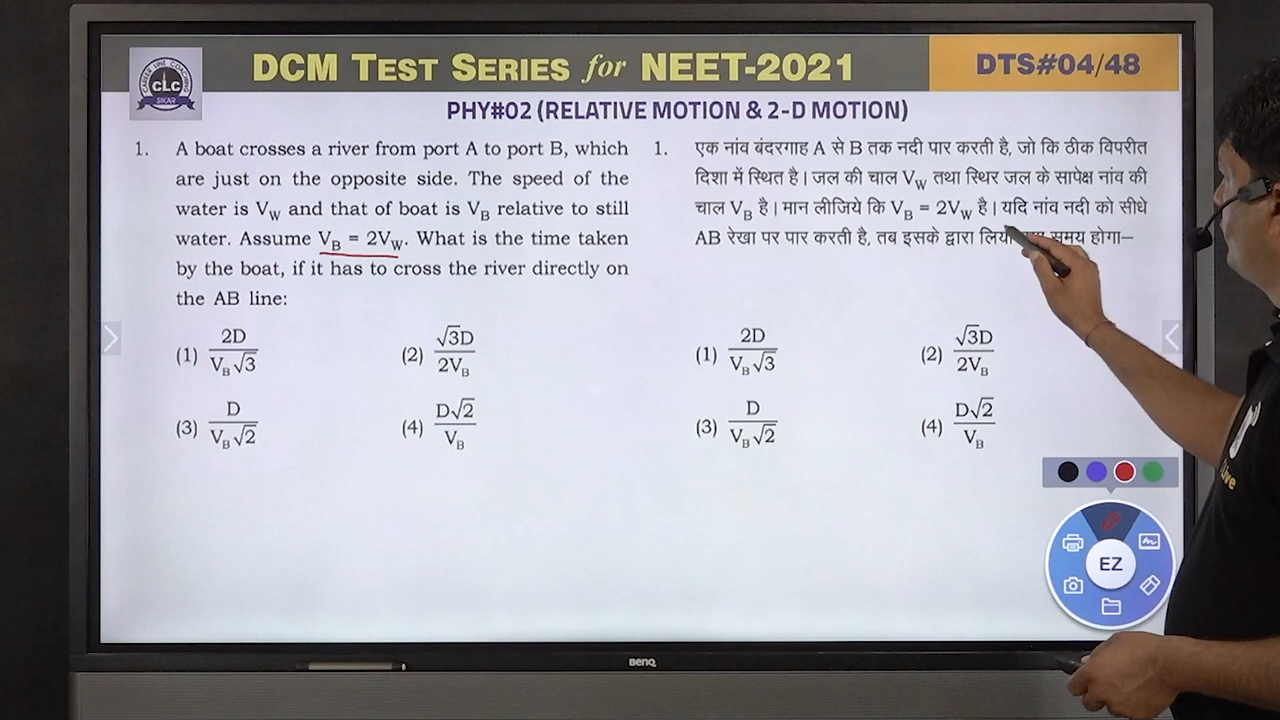 DCM TEST SERIES for NEET-2021
DTS#04/48
CAREER LINE COACHING
CLC
SIKAR
PHY#02 (RELATIVE MOTION & 2-D MOTION)
1. A boat crosses a river from port A to port B, which
are just on the opposite side. The speed of the
water is V_W and that of boat is V_B relative to still
water. Assume V_B = 2V_W. What is the time taken
by the boat, if it has to cross the river directly on
the AB line:
(1) 2D/V_B√3 (2) √3D/2V_B
(3) D/V_B√2 (4) D√2/V_B
1. एक नांव बंदरगाह A से B तक नदी पार करती है, जो कि ठीक विपरीत
दिशा में स्थित है। जल की चाल V_W तथा स्थिर जल के सापेक्ष नांव की
चाल V_B है। मान लीजिये कि V_B = 2V_W है। यदि नांव नदी को सीधे
AB रेखा पर पार करती है, तब इसके द्वारा समय होगा–
(1) 2D/V_B√3 (2) √3D/2V_B
(3) D/V_B√2 (4) D√2/V_B
EZ
BenQ
Live